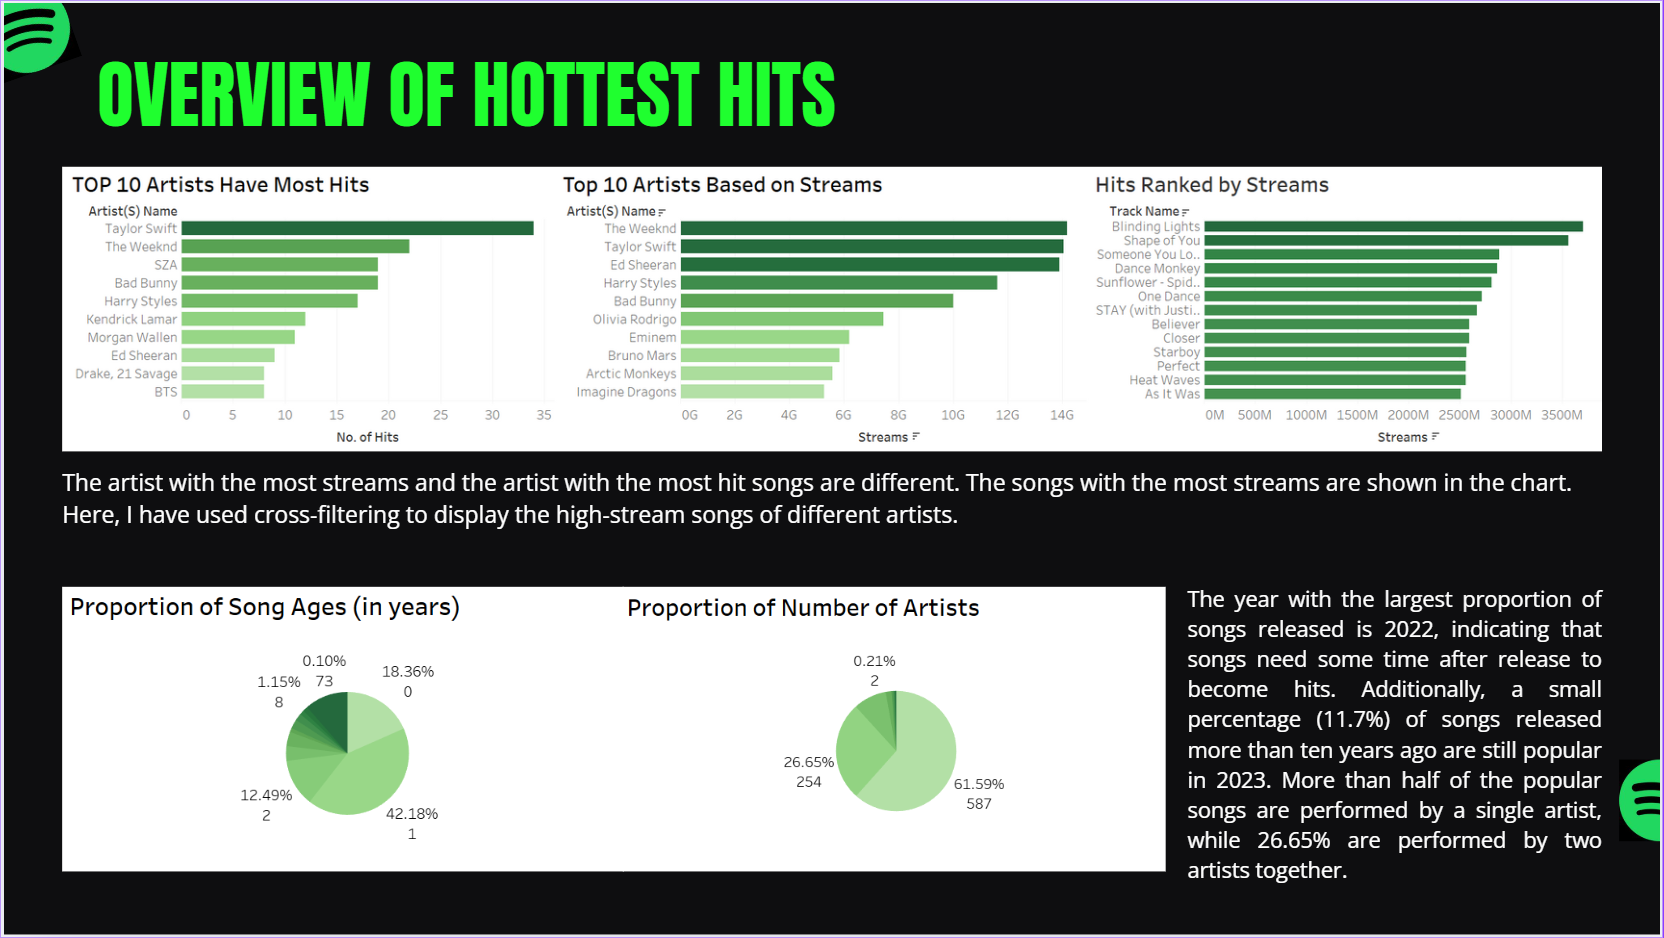 OVERVIEW OF HOTTEST HITS
TOP 10 Artists Have Most Hits
Artist(S) Name
Taylor Swift
The Weeknd
SZA
Bad Bunny
Harry Styles
Kendrick Lamar
Morgan Wallen
Ed Sheeran
Drake, 21 Savage
BTS
0 5 10 15 20 25 30 35
No. of Hits
Top 10 Artists Based on Streams
Artist(S) Name
The Weeknd
Taylor Swift
Ed Sheeran
Harry Styles
Bad Bunny
Olivia Rodrigo
Eminem
Bruno Mars
Arctic Monkeys
Imagine Dragons
0G 2G 4G 6G 8G 10G 12G 14G
Streams
Hits Ranked by Streams
Track Name
Blinding Lights
Shape of You
Someone You Lo..
Dance Monkey
Sunflower - Spid..
One Dance
STAY (with Justi..
Believer
Closer
Starboy
Perfect
Heat Waves
As It Was
0M 500M 1000M 1500M 2000M 2500M 3000M 3500M
Streams
The artist with the most streams and the artist with the most hit songs are different. The songs with the most streams are shown in the chart.
Here, I have used cross-filtering to display the high-stream songs of different artists.
Proportion of Song Ages (in years)
0.10%
73
1.15%
8
18.36%
0
12.49%
2
42.18%
1
Proportion of Number of Artists
0.21%
2
26.65%
254
61.59%
587
The year with the largest proportion of
songs released is 2022, indicating that
songs need some time after release to
become hits. Additionally, a small
percentage (11.7%) of songs released
more than ten years ago are still popular
in 2023. More than half of the popular
songs are performed by a single artist,
while 26.65% are performed by two
artists together.